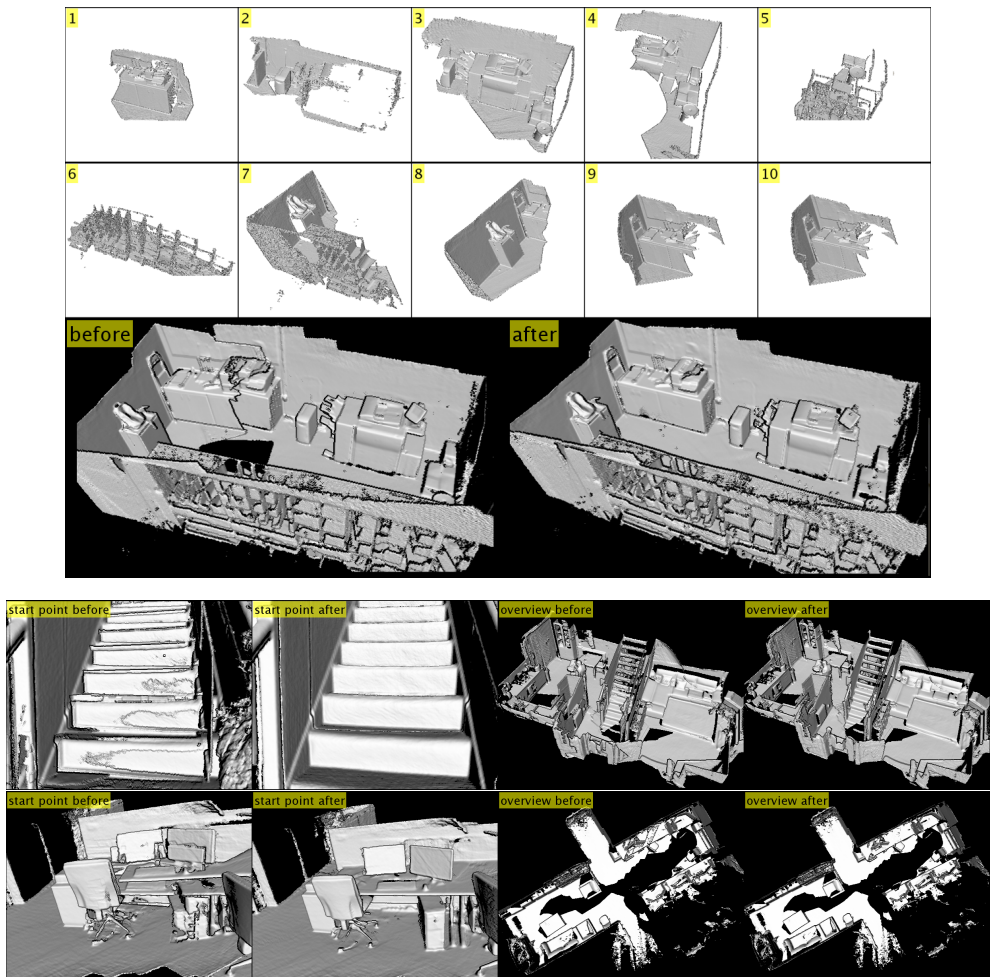 1 2 3 4 5
6 7 8 9 10
before after
start point before start point after overview before overview after
start point before start point after overview before overview after